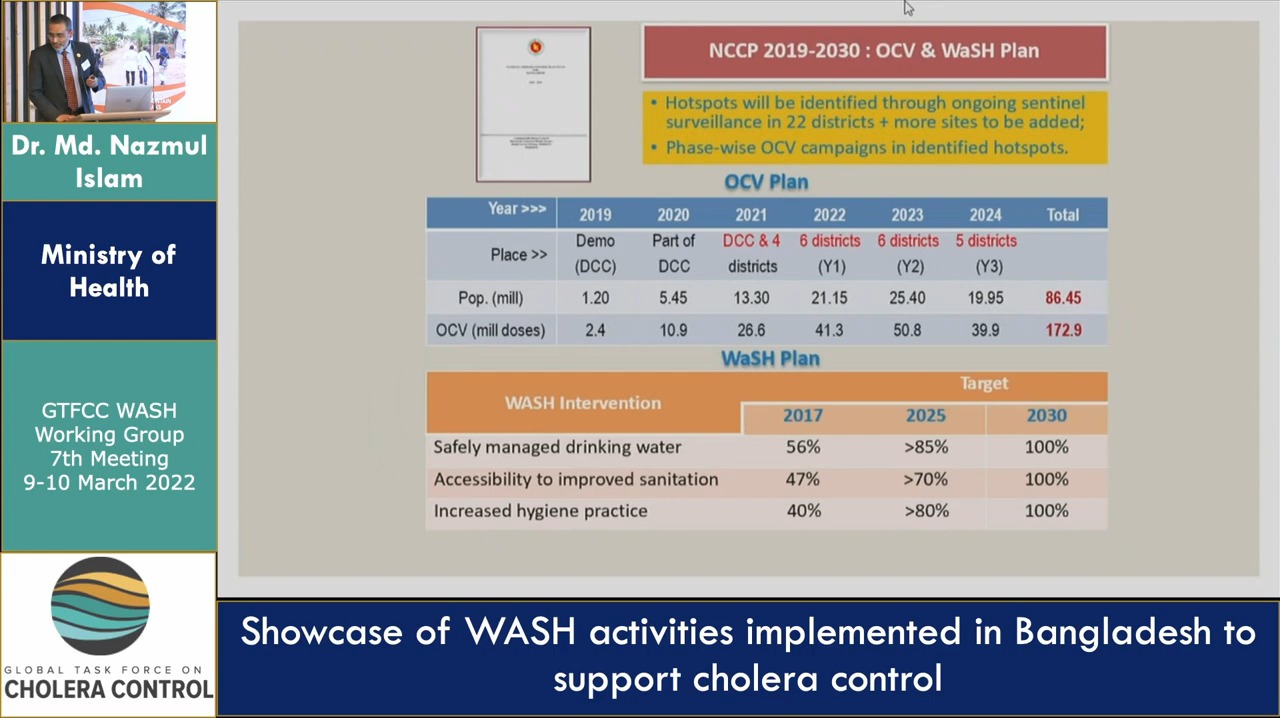 Dr. Md. Nazmul
Islam
Ministry of
Health
GTFCC WASH
Working Group
7th Meeting
9-10 March 2022
GLOBAL TASK FORCE ON
CHOLERA CONTROL
NCCP 2019-2030 : OCV & WaSH Plan
• Hotspots will be identified through ongoing sentinel
surveillance in 22 districts + more sites to be added;
• Phase-wise OCV campaigns in identified hotspots.
OCV Plan
Year >>> 2019 2020 2021 2022 2023 2024 Total
Place >> Demo (DCC) Part of DCC DCC & 4 districts 6 districts (Y1) 6 districts (Y2) 5 districts (Y3)
Pop. (mill) 1.20 5.45 13.30 21.15 25.40 19.95 86.45
OCV (mill doses) 2.4 10.9 26.6 41.3 50.8 39.9 172.9
WaSH Plan
WASH Intervention Target
2017 2025 2030
Safely managed drinking water 56% >85% 100%
Accessibility to improved sanitation 47% >70% 100%
Increased hygiene practice 40% >80% 100%
Showcase of WASH activities implemented in Bangladesh to
support cholera control